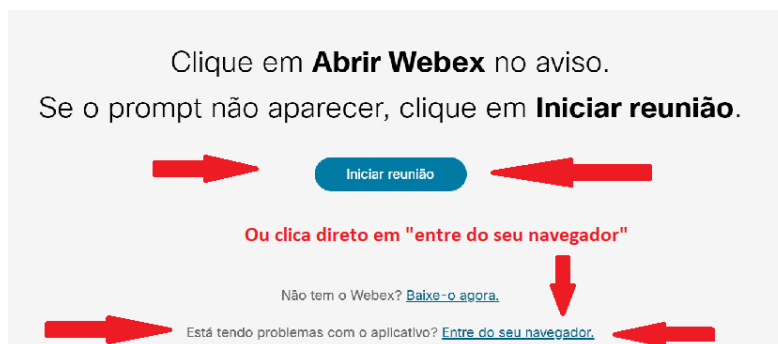 Clique em Abrir Webex no aviso.
Se o prompt não aparecer, clique em Iniciar reunião.
Iniciar reunião
Ou clica direto em "entre do seu navegador"
Não tem o Webex? Baixe-o agora.
Está tendo problemas com o aplicativo? Entre do seu navegador.